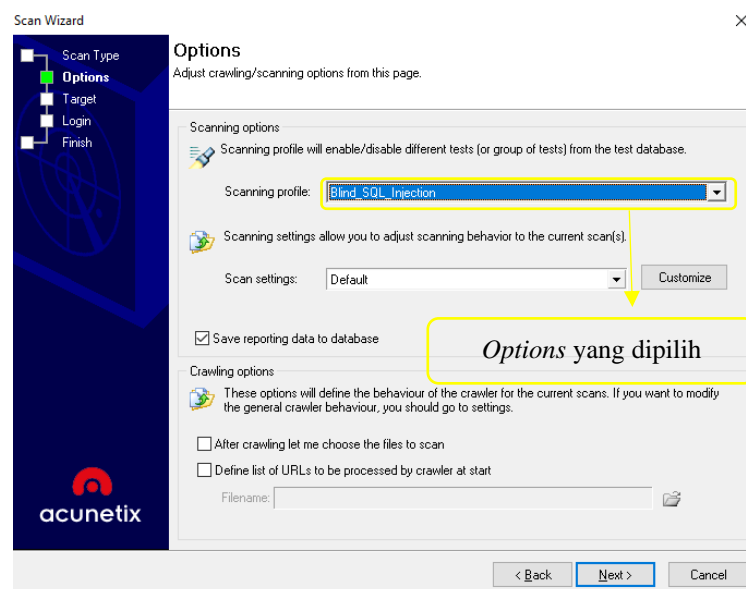 Scan Wizard
Scan Type
Options
Target
Login
Finish
Options
Adjust crawling/scanning options from this page.
Scanning options
Scanning profile will enable/disable different tests (or group of tests) from the test database.
Scanning profile: Blind_SQL_Injection
Scanning settings allow you to adjust scanning behavior to the current scan(s).
Scan settings: Default Customize
Save reporting data to database
Options yang dipilih
Crawling options
These options will define the behaviour of the crawler for the current scans. If you want to modify
the general crawler behaviour, you should go to settings.
After crawling let me choose the files to scan
Define list of URLs to be processed by crawler at start
Filename:
acunetix
< Back Next > Cancel